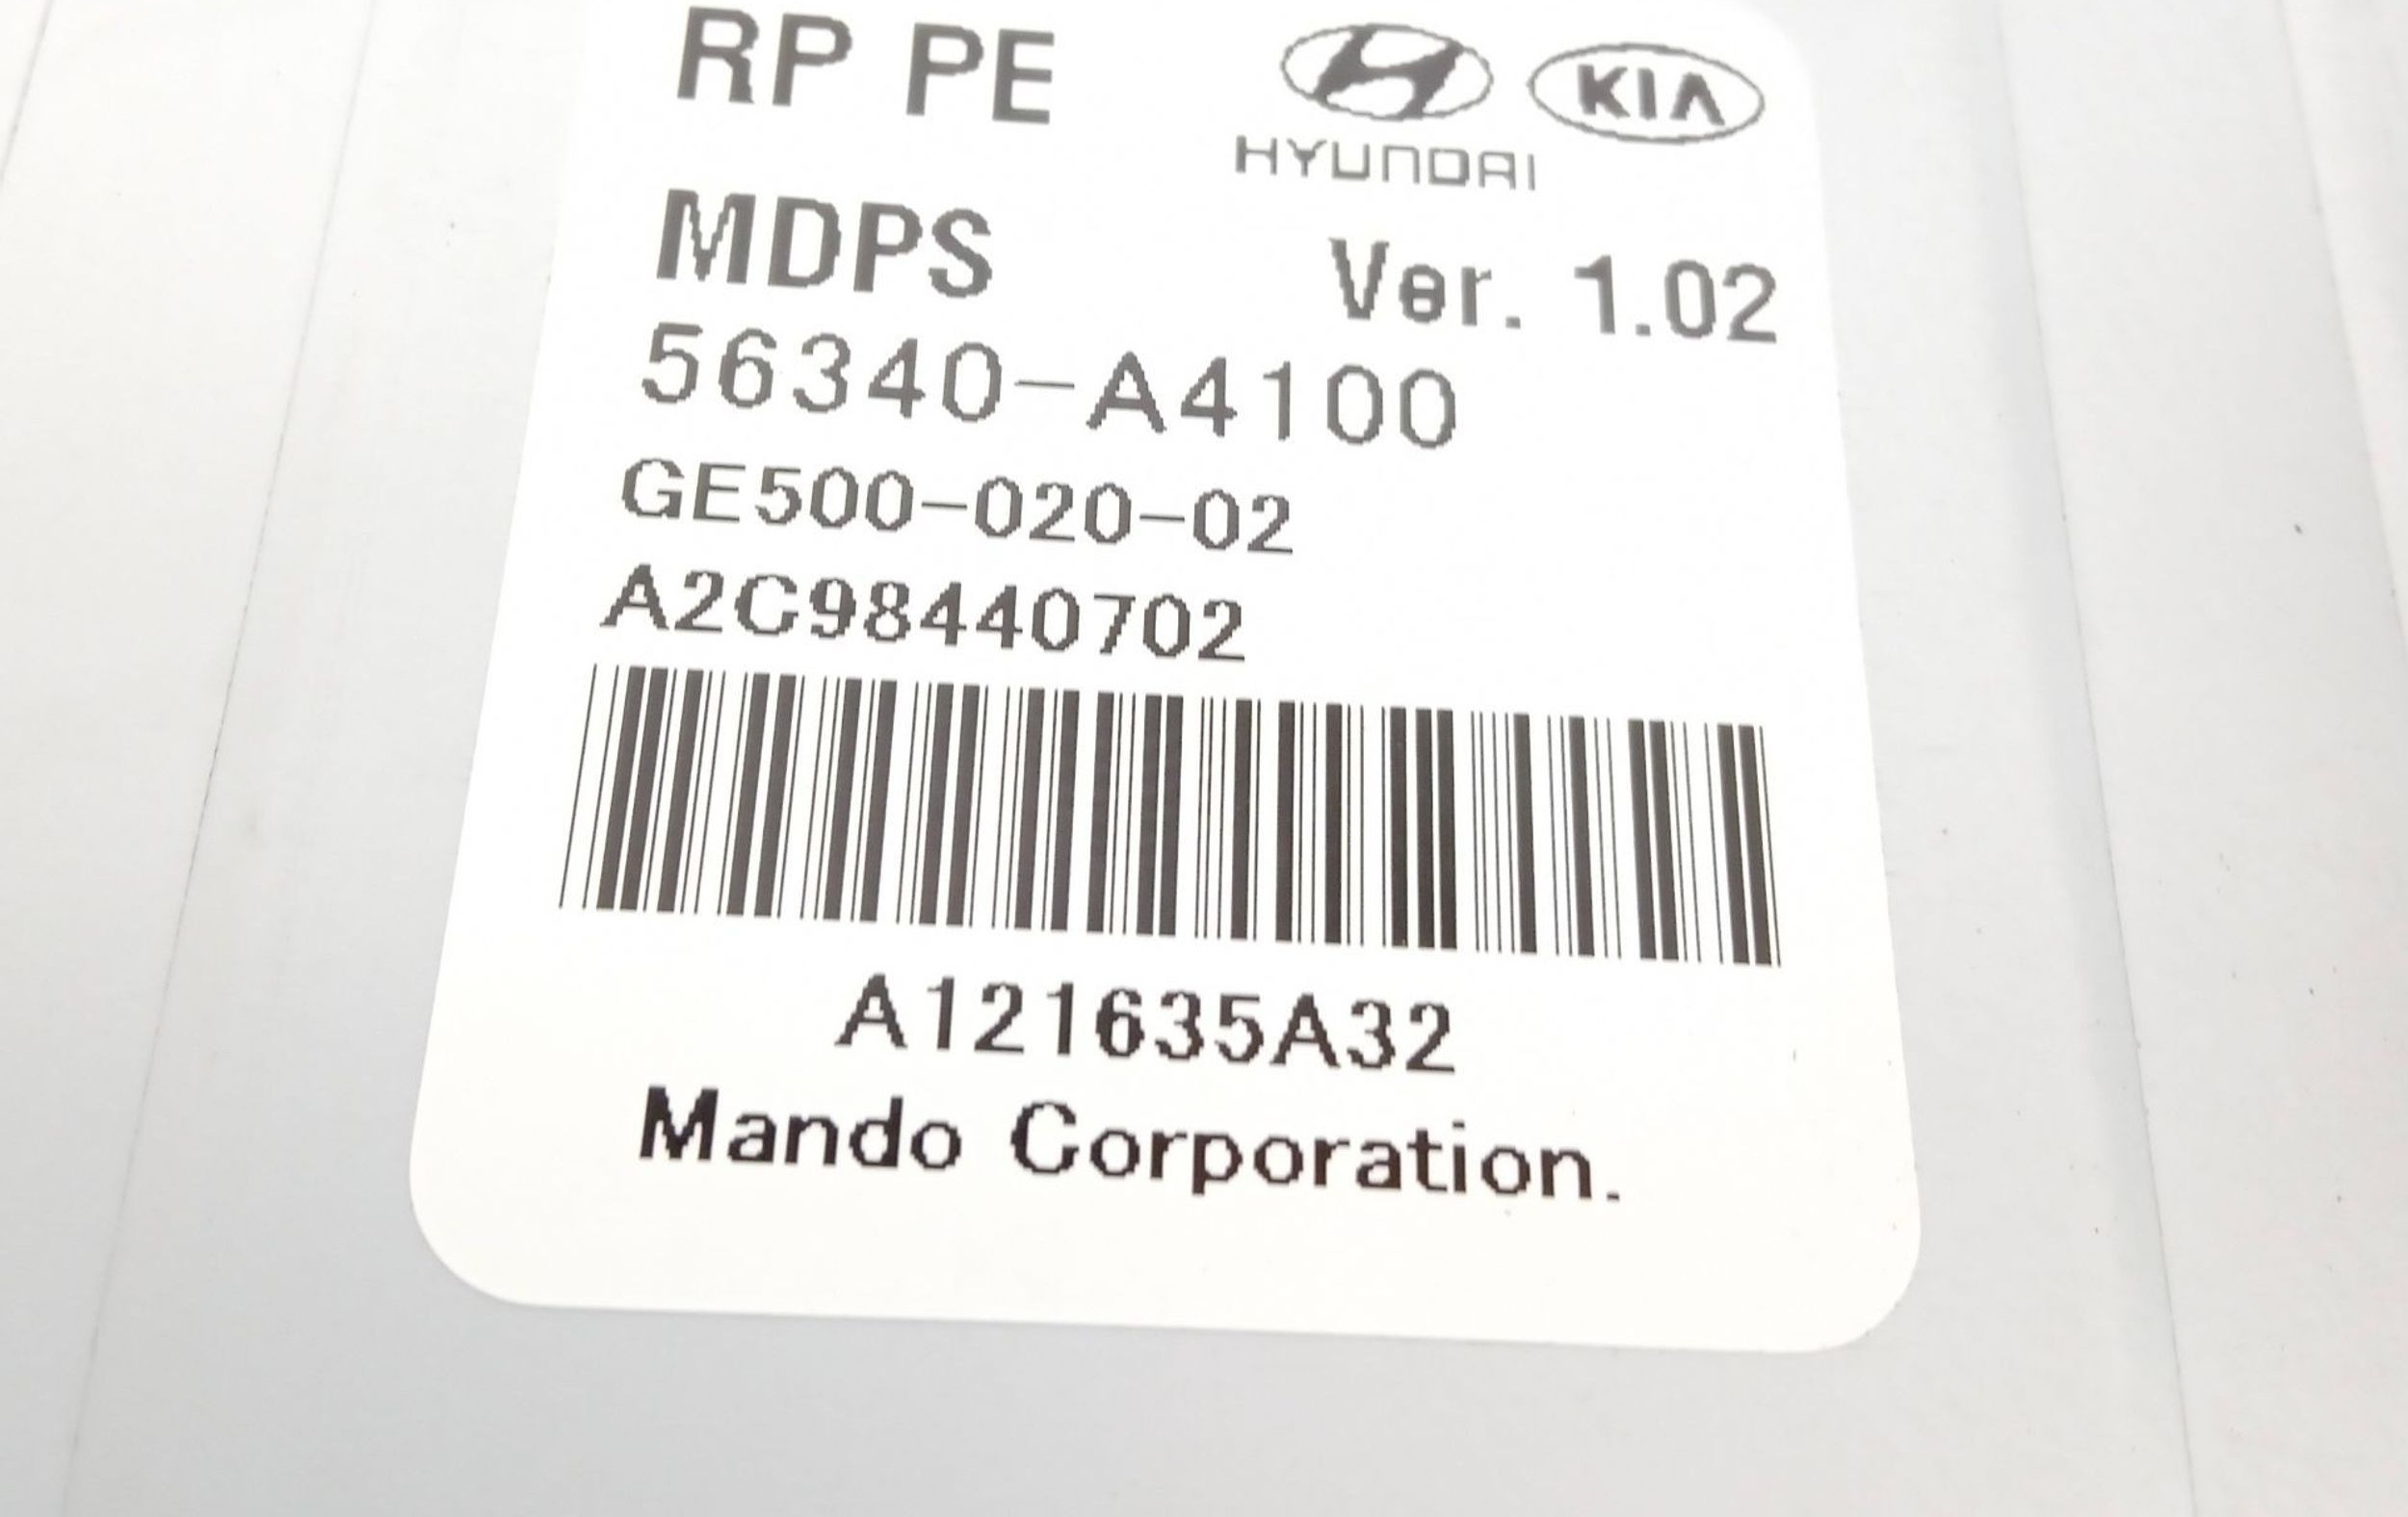 RP PE
KIA
HYUNDAI
MDPS
Ver. 1.02
56340-A4100
GE500-020-02
A2C98440702
A121635A32
Mando Corporation.